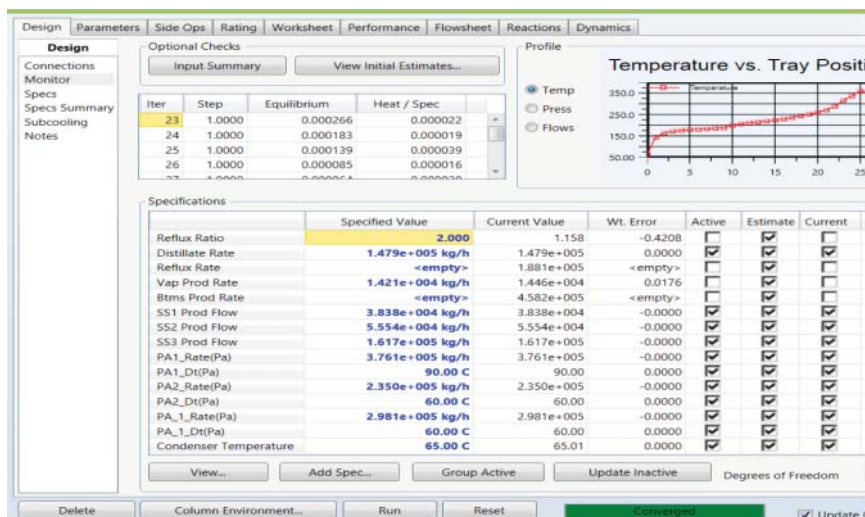 Design Parameters Side Ops Rating Worksheet Performance Flowsheet Reactions Dynamics
Design
Connections
Monitor
Specs
Specs Summary
Subcooling
Notes
Optional Checks
Input Summary View Initial Estimates...
Iter Step Equilibrium Heat / Spec
23 1.0000 0.000266 0.000022
24 1.0000 0.000183 0.000019
25 1.0000 0.000139 0.000039
26 1.0000 0.000085 0.000016
Profile
Temp
Press
Flows
Temperature vs. Tray Positi
Temperature
350.0
250.0
150.0
50.00
0 5 10 15 20 25
Specifications
Specified Value Current Value Wt. Error Active Estimate Current
Reflux Ratio 2.000 1.158 -0.4208
Distillate Rate 1.479e+005 kg/h 1.479e+005 0.0000
Reflux Rate <empty> 1.881e+005 <empty>
Vap Prod Rate 1.421e+004 kg/h 1.446e+004 0.0176
Btms Prod Rate <empty> 4.582e+005 <empty>
SS1 Prod Flow 3.838e+004 kg/h 3.838e+004 -0.0000
SS2 Prod Flow 5.554e+004 kg/h 5.554e+004 -0.0000
SS3 Prod Flow 1.617e+005 kg/h 1.617e+005 -0.0000
PA1_Rate(Pa) 3.761e+005 kg/h 3.761e+005 -0.0000
PA1_Dt(Pa) 90.00 C 90.00 0.0000
PA2_Rate(Pa) 2.350e+005 kg/h 2.350e+005 -0.0000
PA2_Dt(Pa) 60.00 C 60.00 0.0000
PA_1_Rate(Pa) 2.981e+005 kg/h 2.981e+005 -0.0000
PA_1_Dt(Pa) 60.00 C 60.00 0.0000
Condenser Temperature 65.00 C 65.01 0.0000
View... Add Spec... Group Active Update Inactive Degrees of Freedom
Delete Column Environment... Run Reset Converged Update